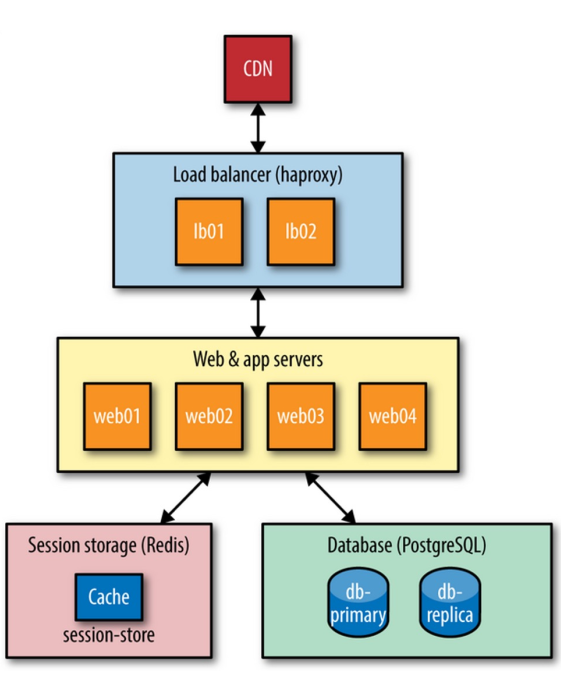 CDN
Load balancer (haproxy)
lb01
lb02
Web & app servers
web01
web02
web03
web04
Session storage (Redis)
Cache
session-store
Database (PostgreSQL)
db-
primary
db-
replica